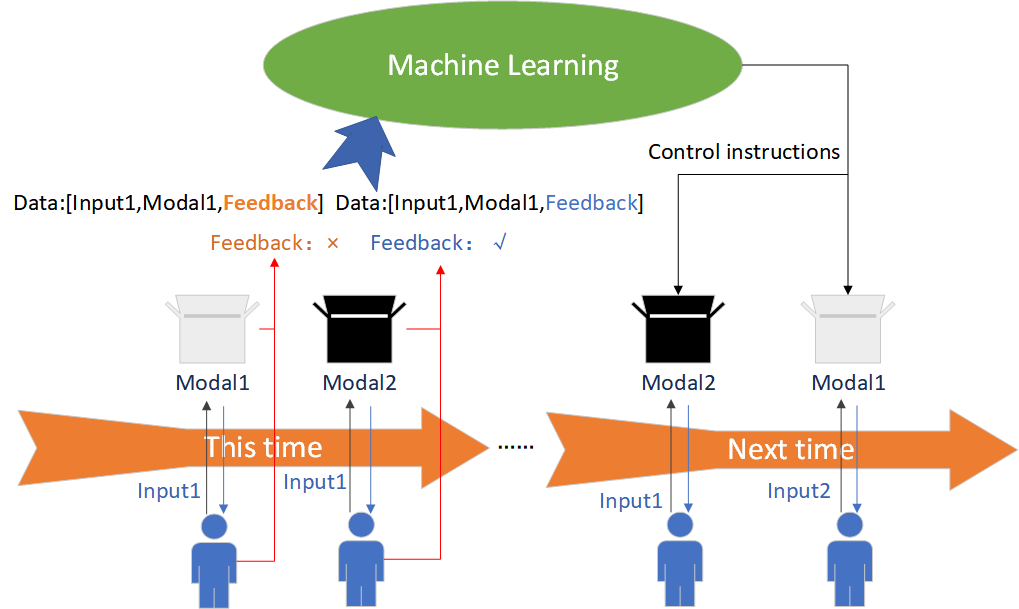 Machine Learning
Control instructions
Data:[Input1,Modal1,Feedback] Data:[Input1,Modal1,Feedback]
Feedback：× Feedback： √
Modal1 Modal2 Modal2 Modal1
This time ...... Next time
Input1 Input1 Input1 Input2